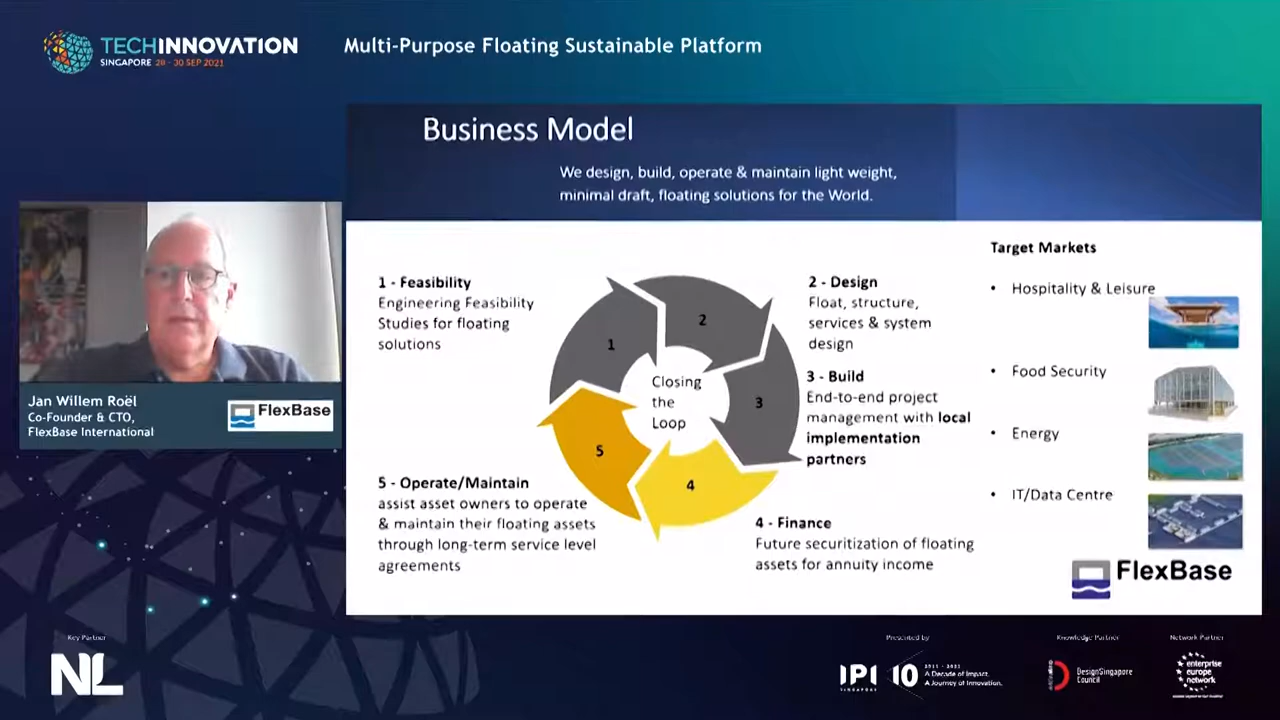 TECHINNOVATION
SINGAPORE 28 - 30 SEP 2021
Multi-Purpose Floating Sustainable Platform
Business Model
We design, build, operate & maintain light weight,
minimal draft, floating solutions for the World.
Jan Willem Roël
Co-Founder & CTO,
FlexBase International
FlexBase
1 - Feasibility
Engineering Feasibility
Studies for floating
solutions
2 - Design
Float, structure,
services & system
design
3 - Build
End-to-end project
management with local
implementation
partners
4 - Finance
Future securitization of floating
assets for annuity income
5 - Operate/Maintain
assist asset owners to operate
& maintain their floating assets
through long-term service level
agreements
1
2
3
4
5
Closing
the
Loop
Target Markets
• Hospitality & Leisure
• Food Security
• Energy
• IT/Data Centre
FlexBase
Key Partner
NL
Presented by
IPI
SINGAPORE
10
2011 - 2021
A Decade of Impact,
A Journey of Innovation.
Knowledge Partner
DesignSingapore
Council
Network Partner
enterprise
europe
network